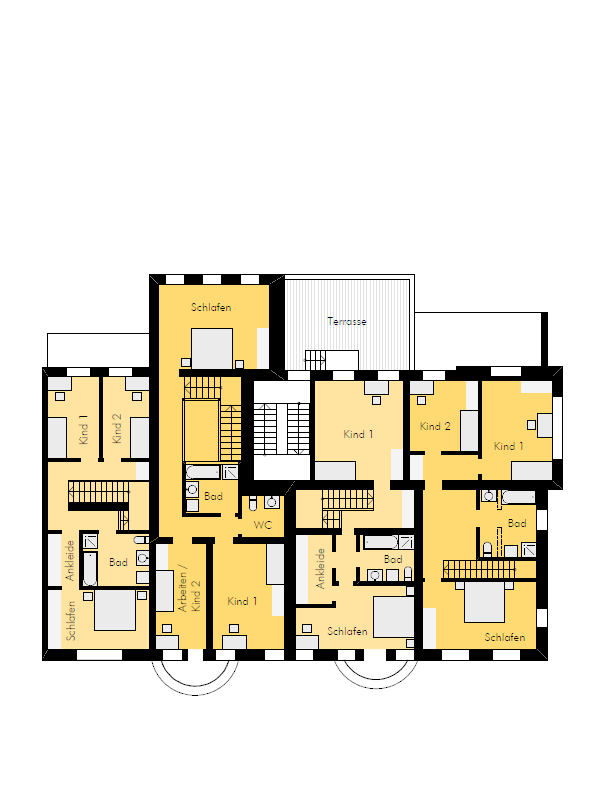 Schlafen
Terrasse
Kind 1
Kind 2
Kind 1
Kind 2
Kind 1
Bad
WC
Bad
Ankleide
Bad
Ankleide
Bad
Arbeiten /
Kind 2
Kind 1
Schlafen
Schlafen
Schlafen